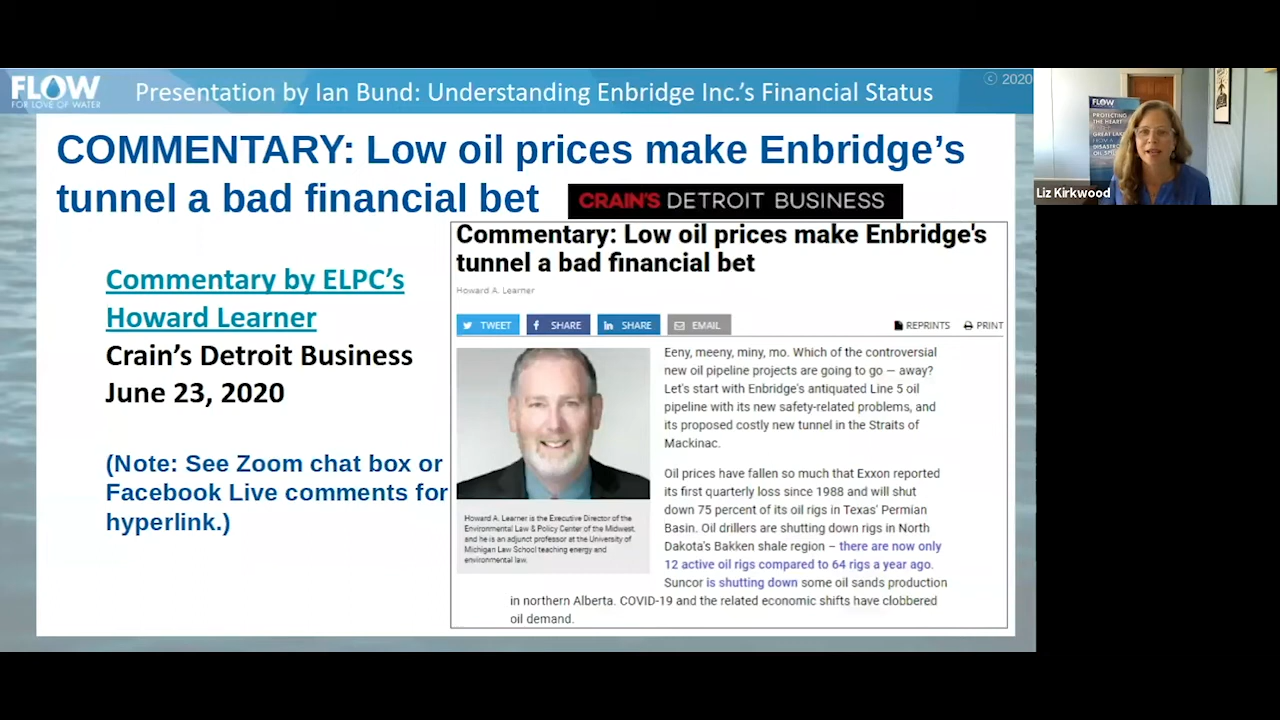 FLOW
FOR LOVE OF WATER
Presentation by Ian Bund: Understanding Enbridge Inc.'s Financial Status
© 2020
COMMENTARY: Low oil prices make Enbridge's
tunnel a bad financial bet
CRAIN'S DETROIT BUSINESS
Commentary by ELPC's
Howard Learner
Crain's Detroit Business
June 23, 2020
(Note: See Zoom chat box or
Facebook Live comments for
hyperlink.)
Commentary: Low oil prices make Enbridge's
tunnel a bad financial bet
Howard A. Learner
TWEET
SHARE
SHARE
EMAIL
REPRINTS
PRINT
Howard A. Learner is the Executive Director of the
Environmental Law & Policy Center of the Midwest,
and he is an adjunct professor at the University of
Michigan Law School teaching energy and
environmental law.
Eeny, meeny, miny, mo. Which of the controversial
new oil pipeline projects are going to go — away?
Let's start with Enbridge's antiquated Line 5 oil
pipeline with its new safety-related problems, and
its proposed costly new tunnel in the Straits of
Mackinac.
Oil prices have fallen so much that Exxon reported
its first quarterly loss since 1988 and will shut
down 75 percent of its oil rigs in Texas' Permian
Basin. Oil drillers are shutting down rigs in North
Dakota's Bakken shale region – there are now only
12 active oil rigs compared to 64 rigs a year ago.
Suncor is shutting down some oil sands production
in northern Alberta. COVID-19 and the related economic shifts have clobbered
oil demand.
FLOW
PROTECTING
THE HEART
GREAT
DISASTROUS
OIL
Liz Kirkwood